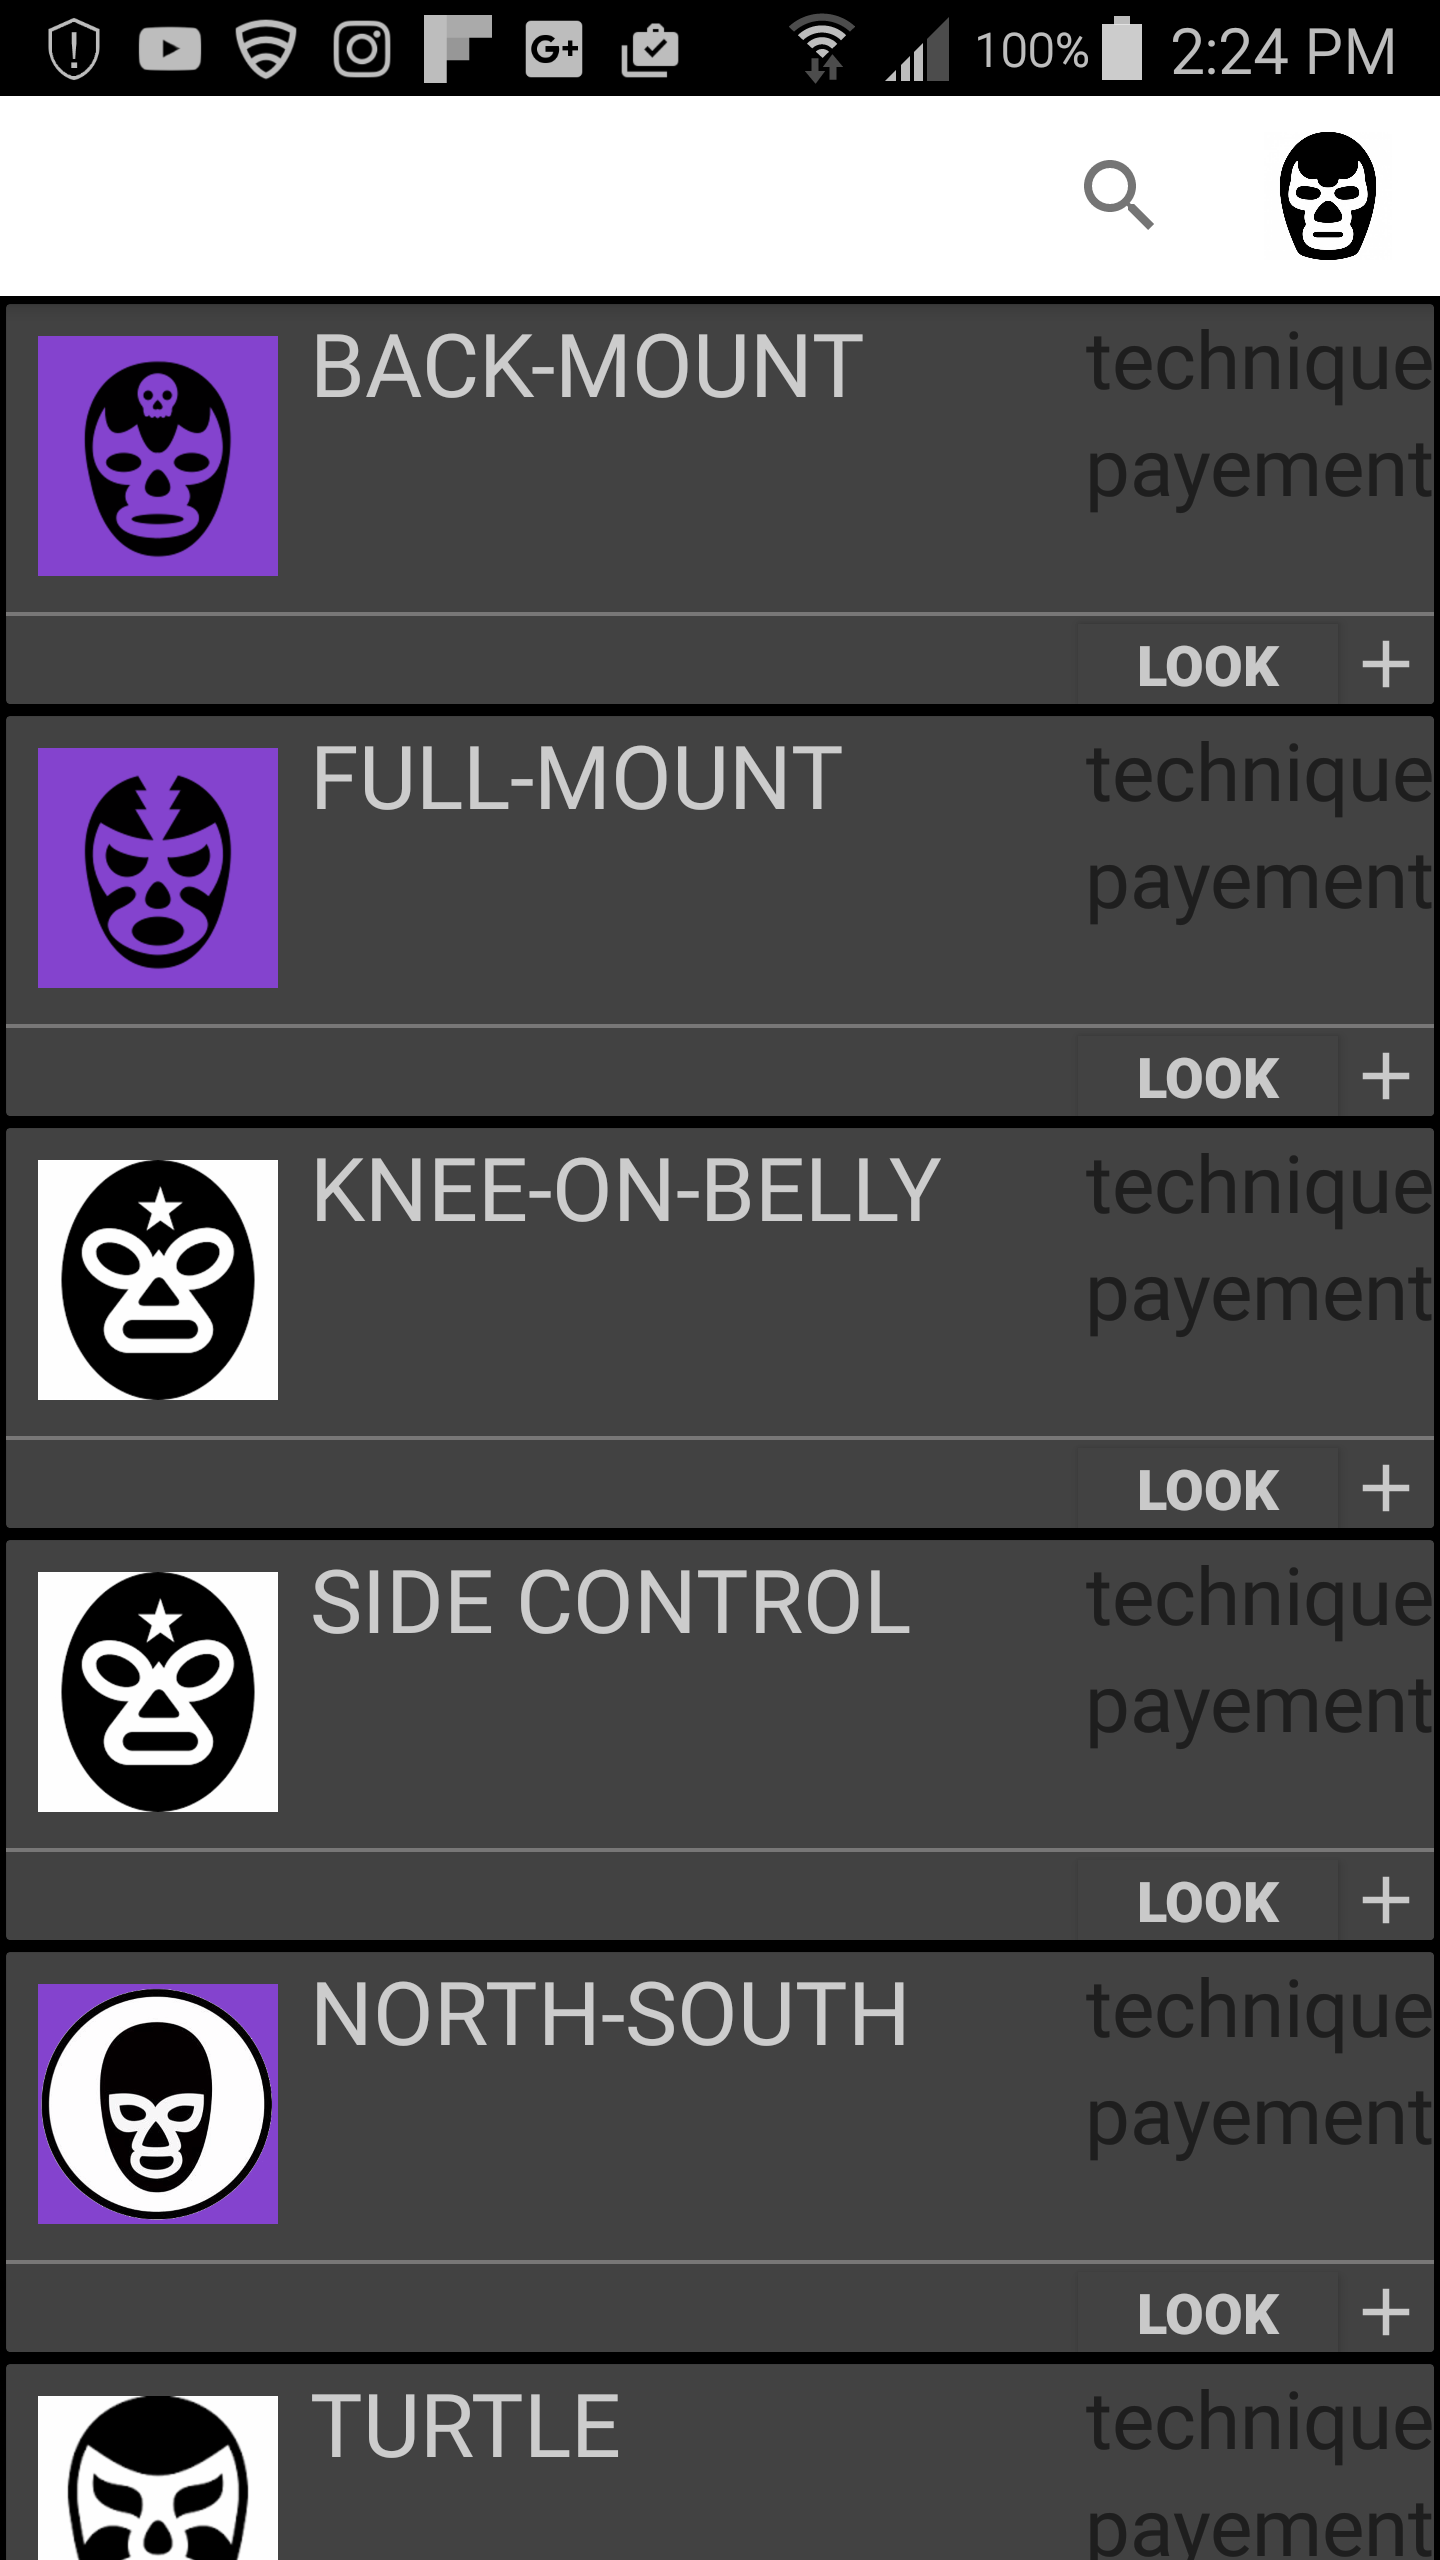 100% 2:24 PM
BACK-MOUNT technique
payement
LOOK +
FULL-MOUNT technique
payement
LOOK +
KNEE-ON-BELLY technique
payement
LOOK +
SIDE CONTROL technique
payement
LOOK +
NORTH-SOUTH technique
payement
LOOK +
TURTLE technique
payement